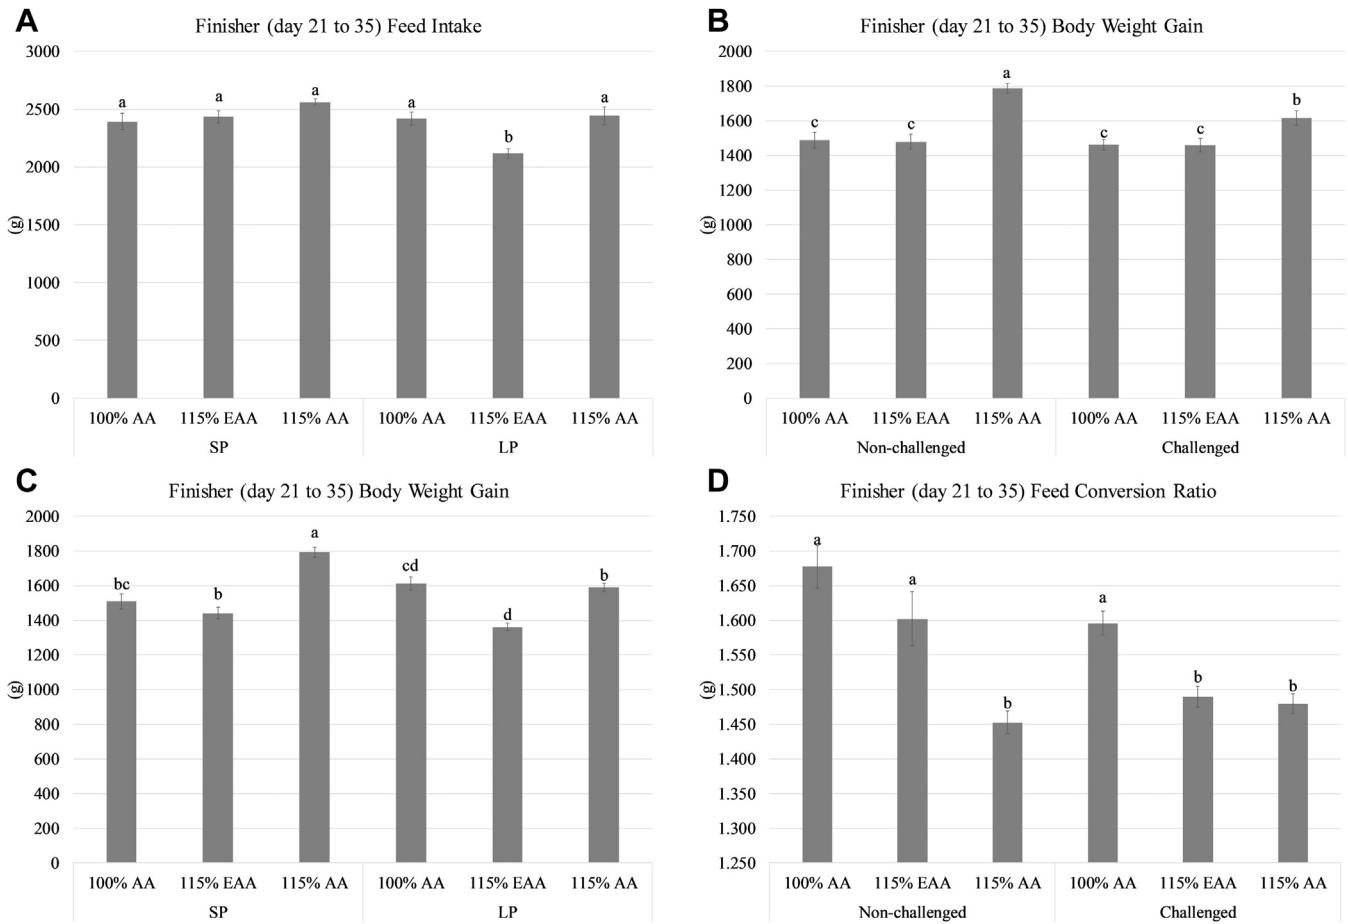 A
Finisher (day 21 to 35) Feed Intake
3000
2500
2000
1500
1000
500
0
(g)
a
a
a
a
b
a
100% AA 115% EAA 115% AA 100% AA 115% EAA 115% AA
SP LP
B
Finisher (day 21 to 35) Body Weight Gain
2000
1800
1600
1400
1200
1000
800
600
400
200
0
(g)
c
c
a
c
c
b
100% AA 115% EAA 115% AA 100% AA 115% EAA 115% AA
Non-challenged Challenged
C
Finisher (day 21 to 35) Body Weight Gain
2000
1800
1600
1400
1200
1000
800
600
400
200
0
(g)
bc
b
a
cd
d
b
100% AA 115% EAA 115% AA 100% AA 115% EAA 115% AA
SP LP
D
Finisher (day 21 to 35) Feed Conversion Ratio
1.750
1.700
1.650
1.600
1.550
1.500
1.450
1.400
1.350
1.300
1.250
(g)
a
a
b
a
b
b
100% AA 115% EAA 115% AA 100% AA 115% EAA 115% AA
Non-challenged Challenged